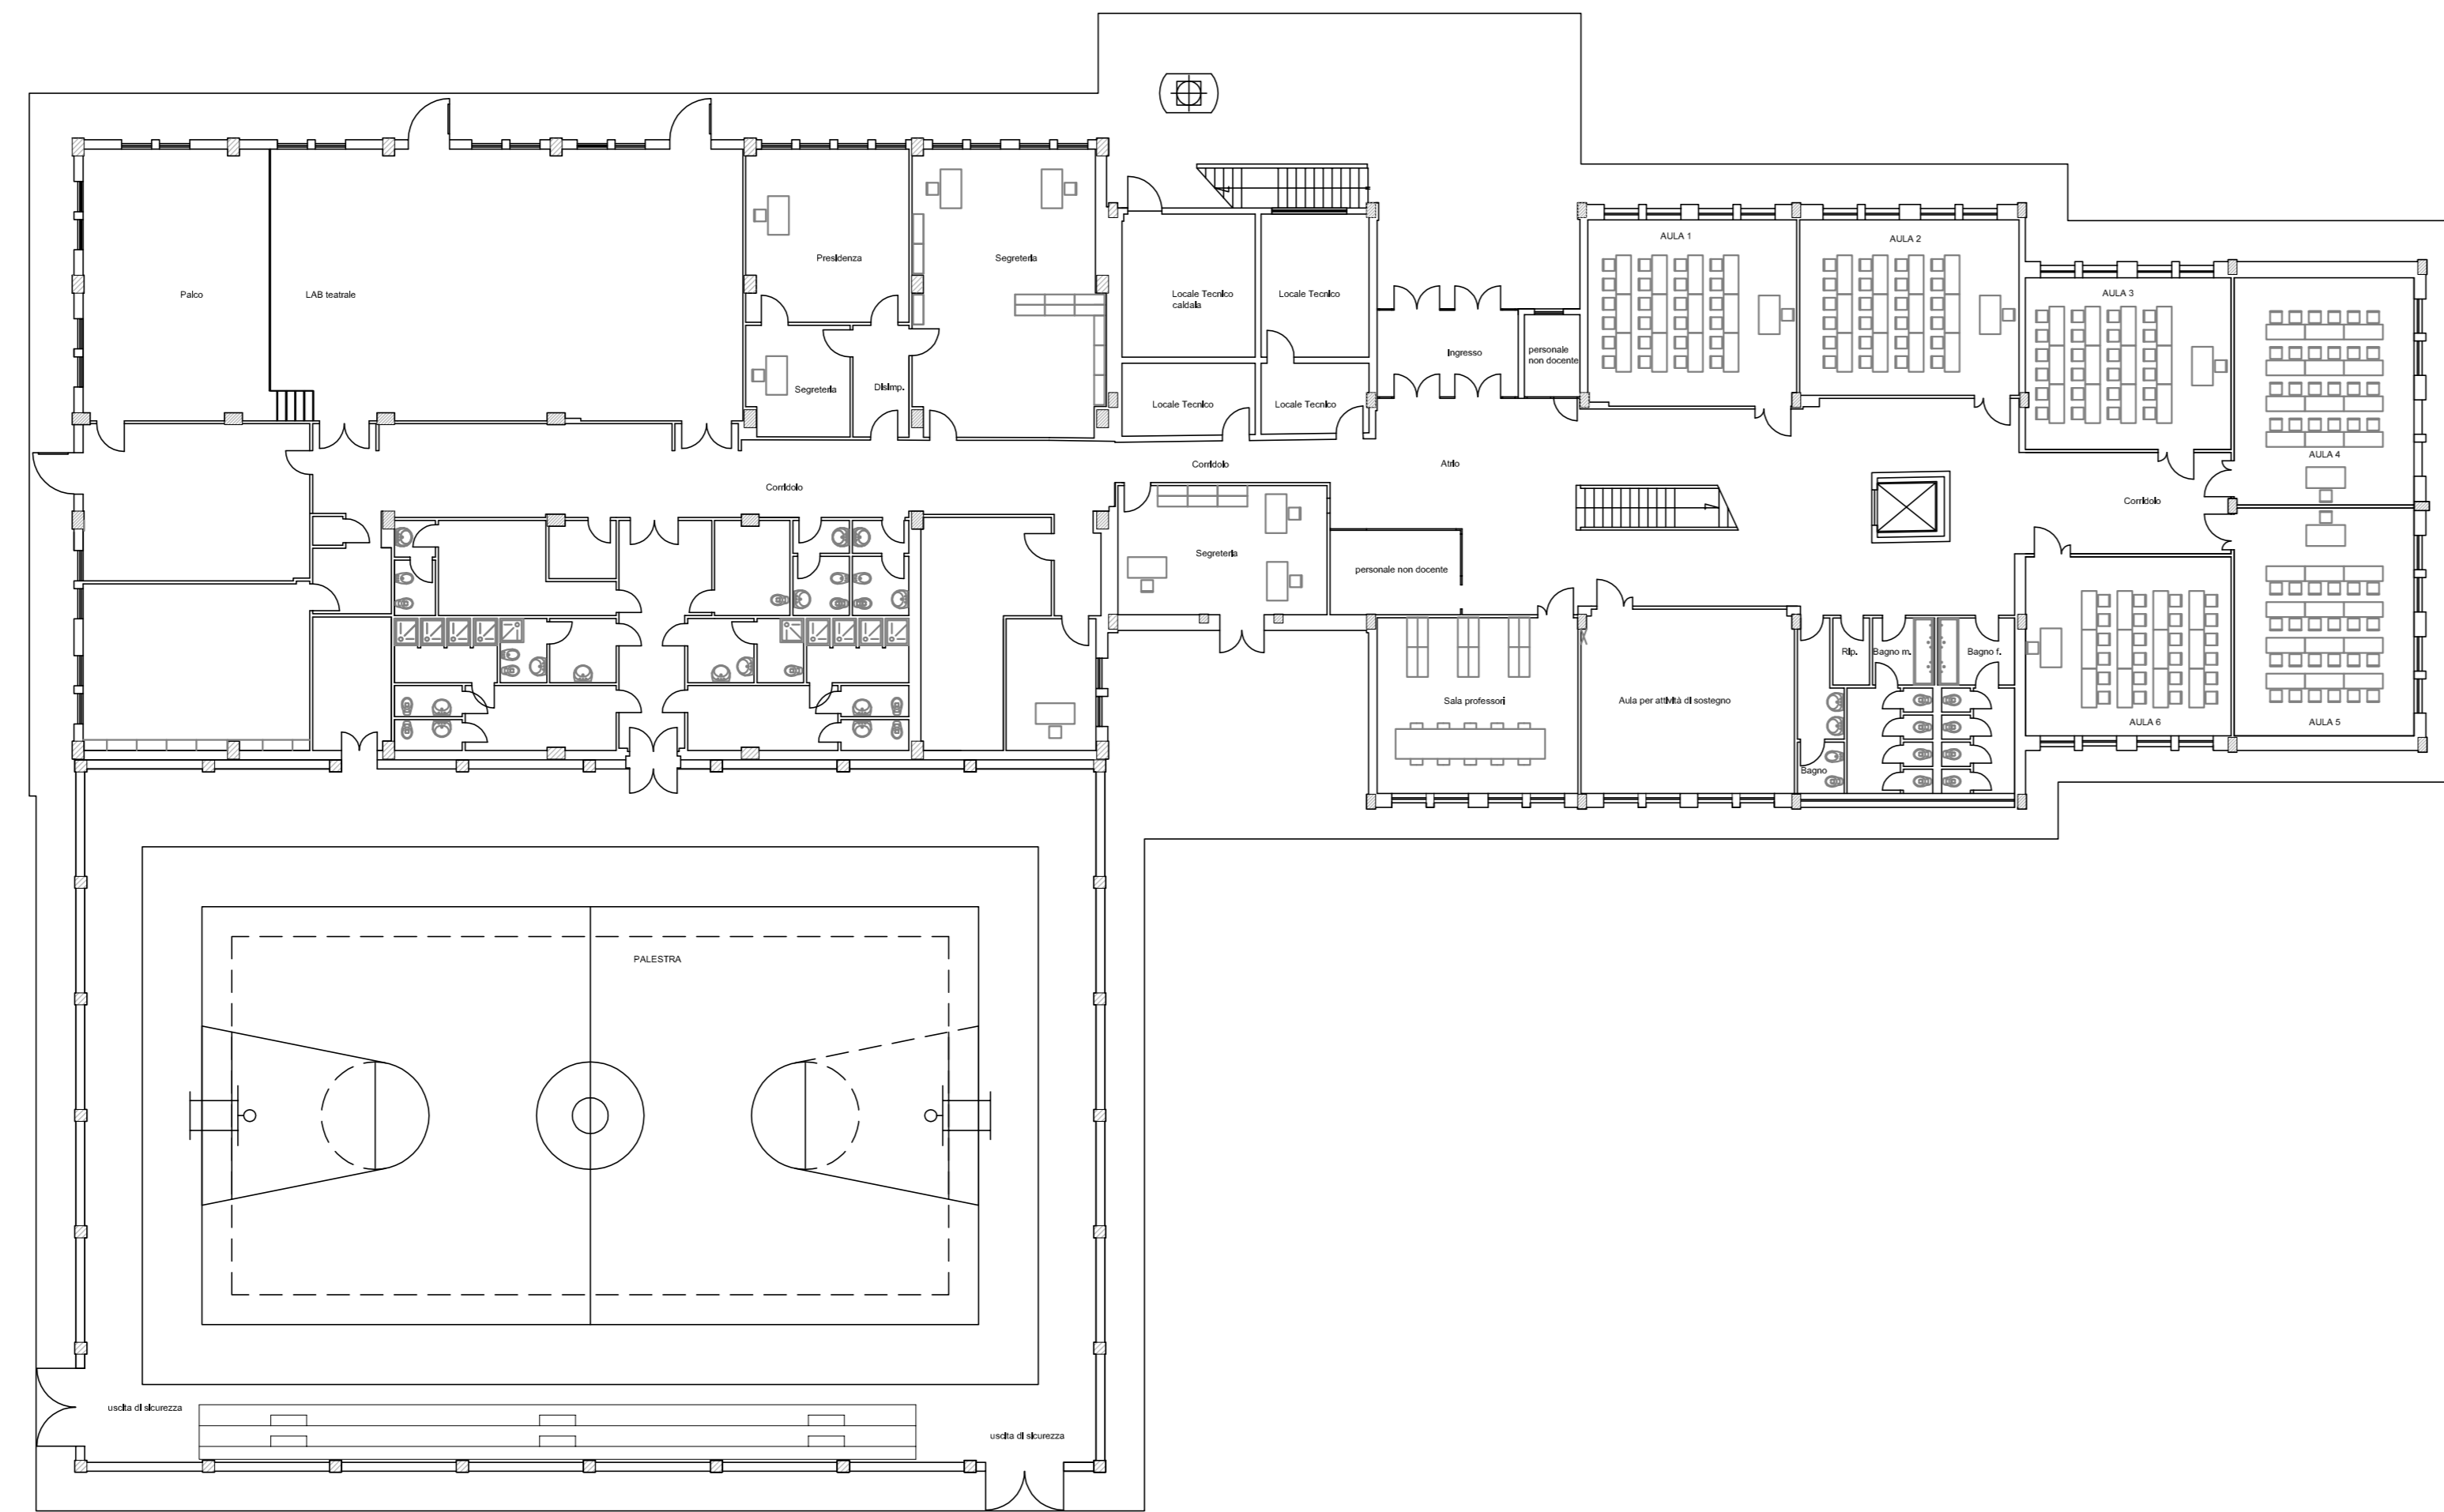 AULA 1
AULA 2
Presidenza
Segreteria
Palco
LAB teatrale
Locale Tecnico
caldaia
Locale Tecnico
AULA 3
Ingresso
personale
non docente
Segreteria
Disimp.
Locale Tecnico
Locale Tecnico
AULA 4
Corridoio
Corridoio
Atrio
Corridoio
Segreteria
personale non docente
Rip.
Bagno m.
Bagno f.
Sala professori
Aula per attività di sostegno
AULA 6
AULA 5
Bagno
PALESTRA
uscita di sicurezza
uscita di sicurezza